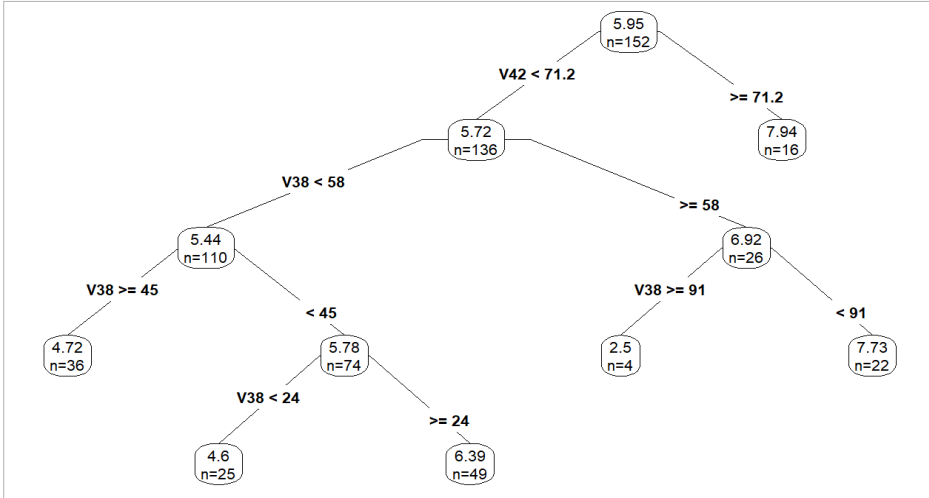 5.95
n=152
V42 < 71.2
>= 71.2
5.72
n=136
7.94
n=16
V38 < 58
>= 58
5.44
n=110
6.92
n=26
V38 >= 45
< 45
V38 >= 91
< 91
4.72
n=36
5.78
n=74
2.5
n=4
7.73
n=22
V38 < 24
>= 24
4.6
n=25
6.39
n=49